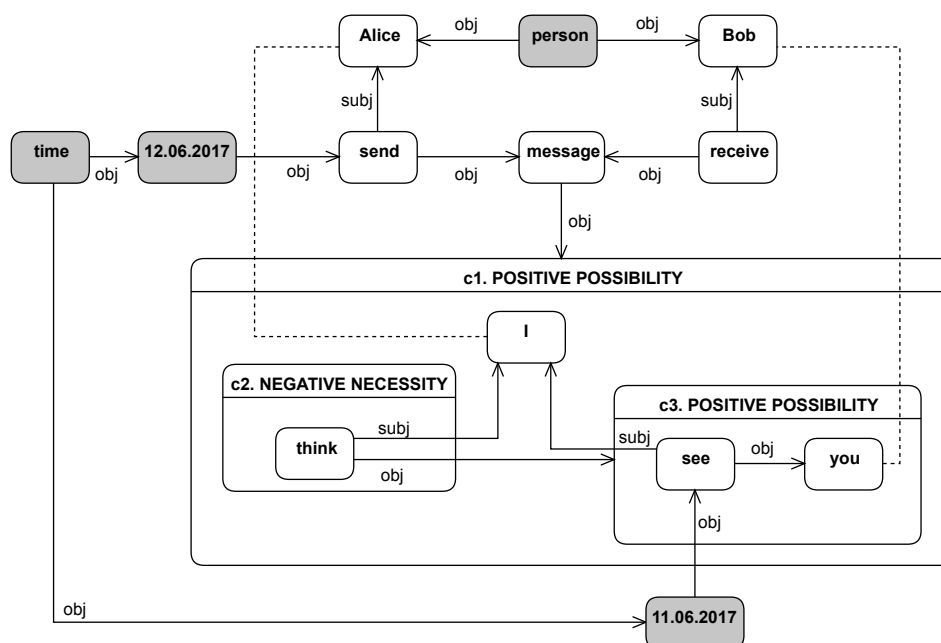 obj obj
Alice person Bob
subj subj
time 12.06.2017 send message receive
obj obj obj obj
obj
c1. POSITIVE POSSIBILITY
I
c2. NEGATIVE NECESSITY
c3. POSITIVE POSSIBILITY
subj subj
think see obj you
obj
obj
obj 11.06.2017